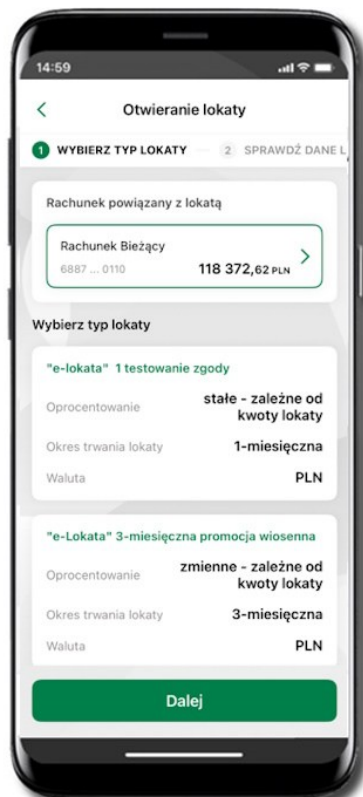 14:59
Otwieranie lokaty
1 WYBIERZ TYP LOKATY 2 SPRAWDŹ DANE L
Rachunek powiązany z lokatą
Rachunek Bieżący
6887 ... 0110 118 372,62 PLN
Wybierz typ lokaty
"e-lokata" 1 testowanie zgody
Oprocentowanie stałe - zależne od
kwoty lokaty
Okres trwania lokaty 1-miesięczna
Waluta PLN
"e-Lokata" 3-miesięczna promocja wiosenna
Oprocentowanie zmienne - zależne od
kwoty lokaty
Okres trwania lokaty 3-miesięczna
Waluta PLN
Dalej